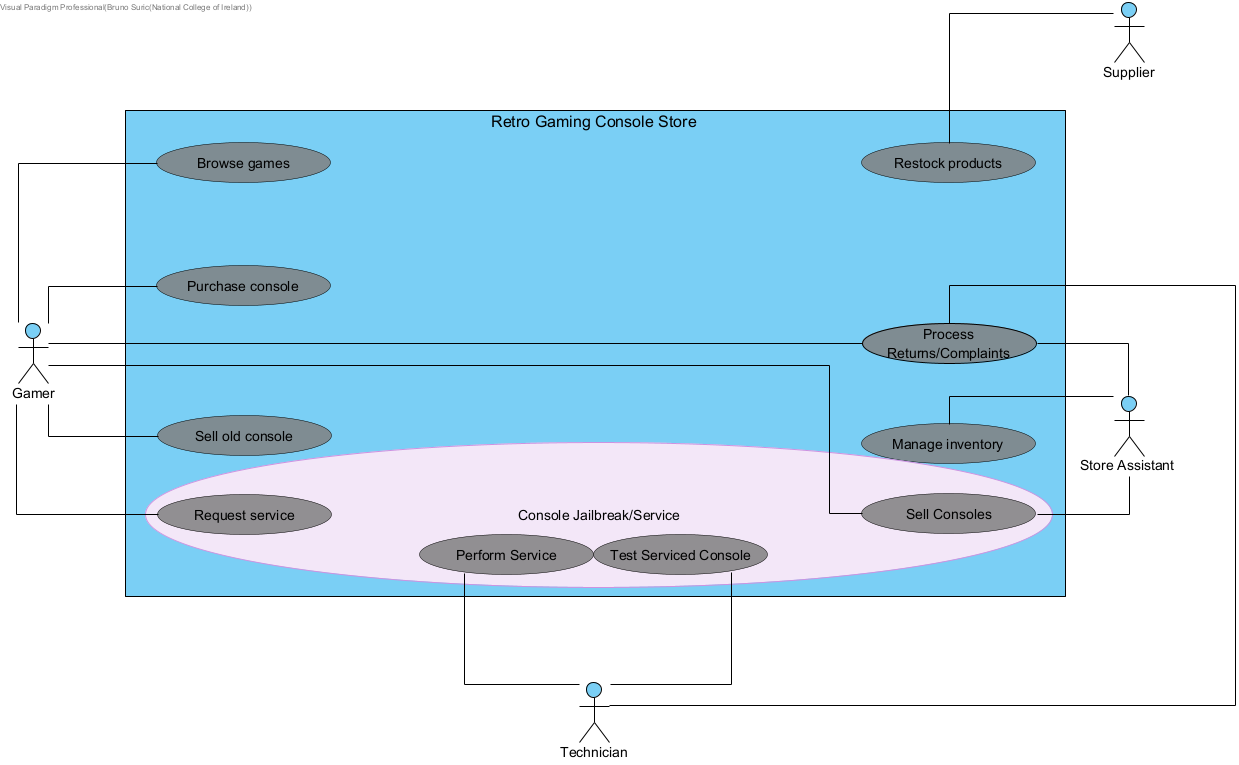 Visual Paradigm Professional(Bruno Suric(National College of Ireland))
Supplier
Retro Gaming Console Store
Browse games
Restock products
Purchase console
Process
Returns/Complaints
Gamer
Sell old console
Manage inventory
Store Assistant
Request service
Console Jailbreak/Service
Sell Consoles
Perform Service
Test Serviced Console
Technician